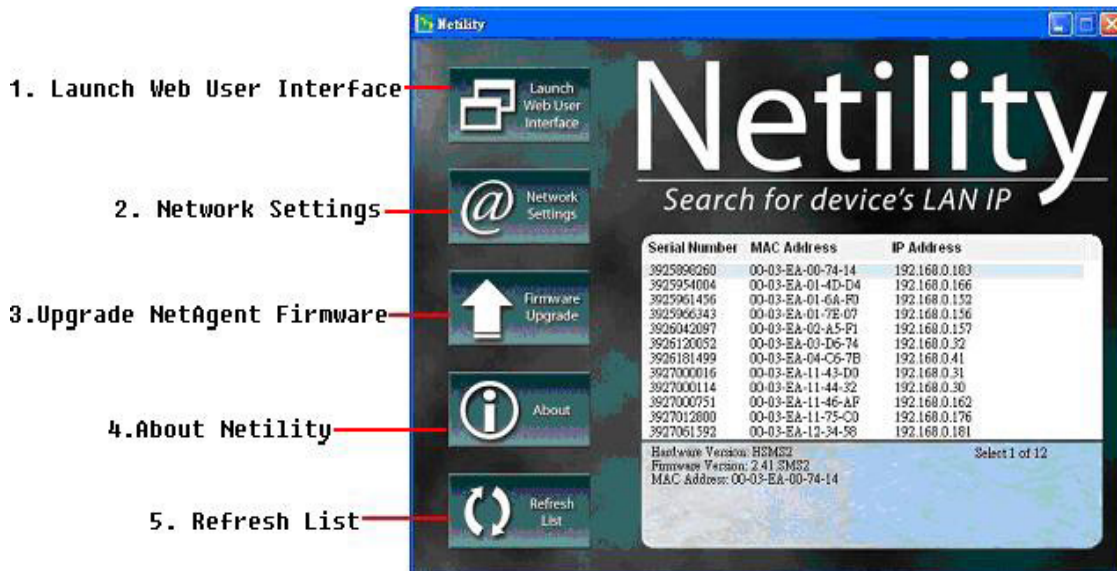 Netility
1. Launch Web User Interface
2. Network Settings
3.Upgrade NetAgent Firmware
4.About Netility
5. Refresh List
Launch
Web User
Interface
@ Network
Settings
Firmware
Upgrade
About
Refresh
List
Netility
Search for device's LAN IP
Serial Number MAC Address IP Address
3925898260 00-03-EA-00-74-14 192.168.0.183
3925954004 00-03-EA-01-4D-D4 192.168.0.166
3925961456 00-03-EA-01-6A-F0 192.168.0.152
3925966343 00-03-EA-01-7E-07 192.168.0.156
3926042097 00-03-EA-02-A5-F1 192.168.0.157
3926120052 00-03-EA-03-D6-74 192.168.0.32
3926181499 00-03-EA-04-C6-7B 192.168.0.41
3927000016 00-03-EA-11-43-D0 192.168.0.31
3927000114 00-03-EA-11-44-32 192.168.0.30
3927000751 00-03-EA-11-46-AF 192.168.0.162
3927012800 00-03-EA-11-75-C0 192.168.0.176
3927061592 00-03-EA-12-34-58 192.168.0.181
Hardware Version: HSMS2 Select 1 of 12
Firmware Version: 2.41.SMS2
MAC Address: 00-03-EA-00-74-14